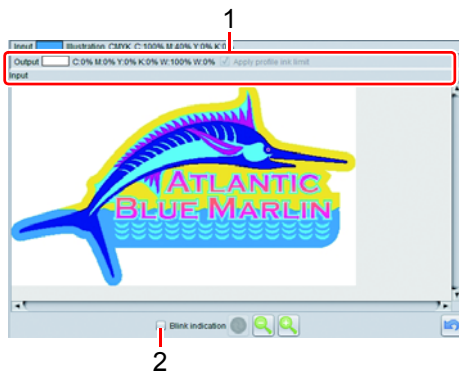 1
Input Illustration CMYK C:100% M:40% Y:0% K:0%
Output C:0% M:0% Y:0% K:0% W:100% W:0% Apply profile ink limit
Input
ATLANTIC
BLUE MARLIN
Blink indication
2